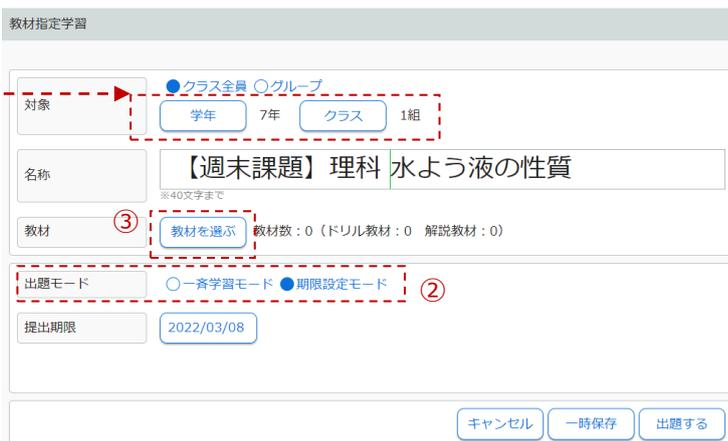 教材指定学習
対象
クラス全員 グループ
学年 7年 クラス 1組
名称
【週末課題】理科 水よう液の性質
※40文字まで
③
教材
教材を選ぶ 教材数：0（ドリル教材：0 解説教材：0）
出題モード
一斉学習モード 期限設定モード
②
提出期限
2022/03/08
キャンセル 一時保存 出題する